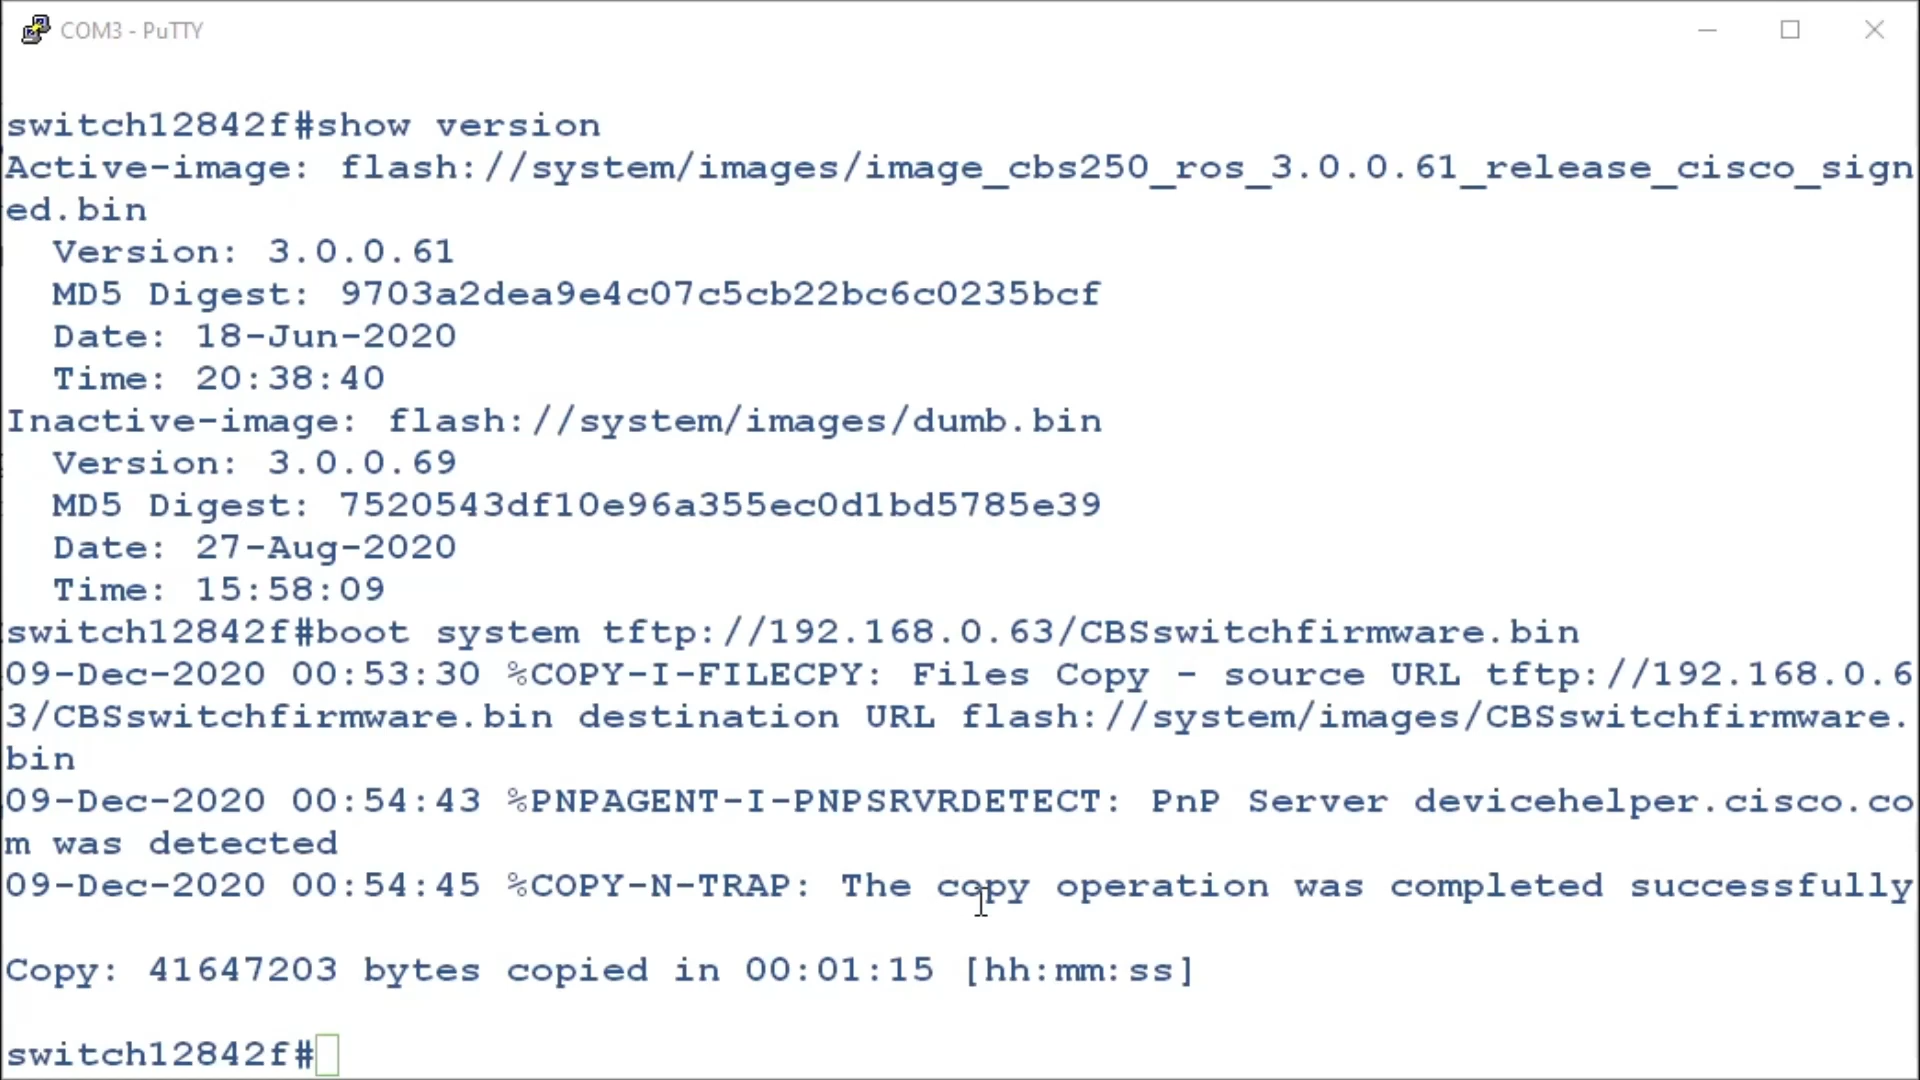 COM3 - PuTTY
switch12842f#show version
Active-image: flash://system/images/image_cbs250_ros_3.0.0.61_release_cisco_sign
ed.bin
  Version: 3.0.0.61
  MD5 Digest: 9703a2dea9e4c07c5cb22bc6c0235bcf
  Date: 18-Jun-2020
  Time: 20:38:40
Inactive-image: flash://system/images/dumb.bin
  Version: 3.0.0.69
  MD5 Digest: 7520543df10e96a355ec0d1bd5785e39
  Date: 27-Aug-2020
  Time: 15:58:09
switch12842f#boot system tftp://192.168.0.63/CBSswitchfirmware.bin
09-Dec-2020 00:53:30 %COPY-I-FILECPY: Files Copy - source URL tftp://192.168.0.6
3/CBSswitchfirmware.bin destination URL flash://system/images/CBSswitchfirmware.
bin
09-Dec-2020 00:54:43 %PNPAGENT-I-PNPSRVRDETECT: PnP Server devicehelper.cisco.co
m was detected
09-Dec-2020 00:54:45 %COPY-N-TRAP: The copy operation was completed successfully
Copy: 41647203 bytes copied in 00:01:15 [hh:mm:ss]
switch12842f#